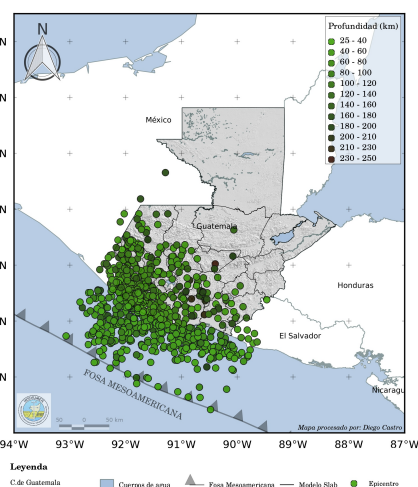 N
Profundidad (km)
25 - 40
40 - 60
60 - 80
80 - 100
100 - 120
120 - 140
140 - 160
160 - 180
180 - 200
200 - 210
210 - 230
230 - 250
N
N
N
N
N
N
N
México
Guatemala
Honduras
El Salvador
Nicaragu
FOSA MESOAMERICANA
0
50 km
Mapa procesado por: Diego Castro
94°W
93°W
92°W
91°W
90°W
89°W
88°W
87°W
Leyenda
C.de Guatemala
Cuerpos de agua
Fosa Mesoamericana
Modelo Slab
Epicentro